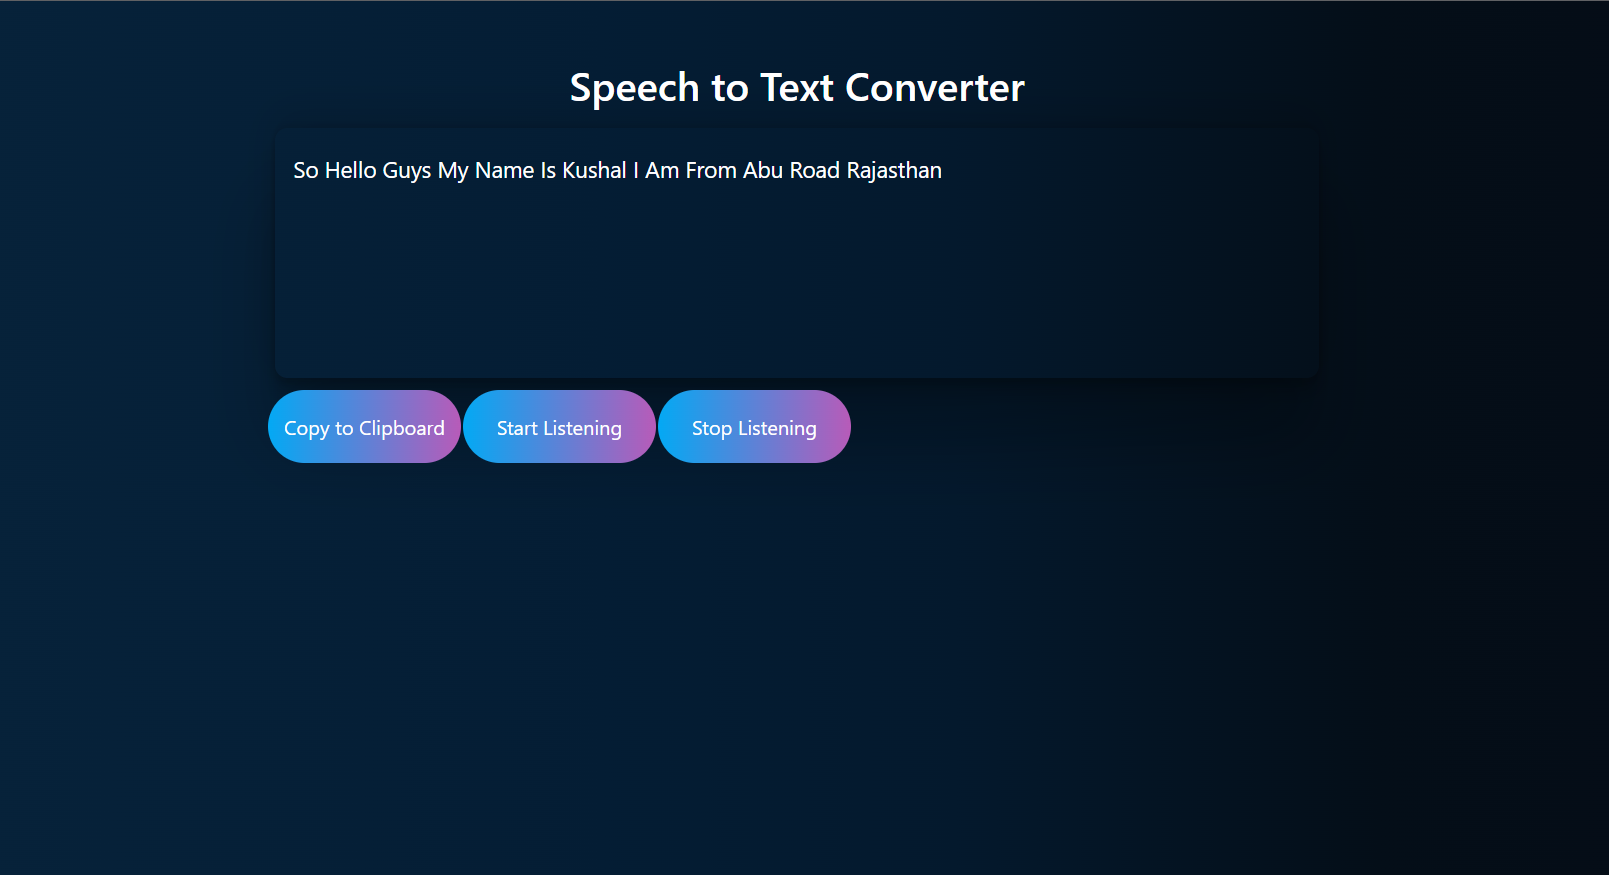 Speech to Text Converter
So Hello Guys My Name Is Kushal I Am From Abu Road Rajasthan
Copy to Clipboard
Start Listening
Stop Listening